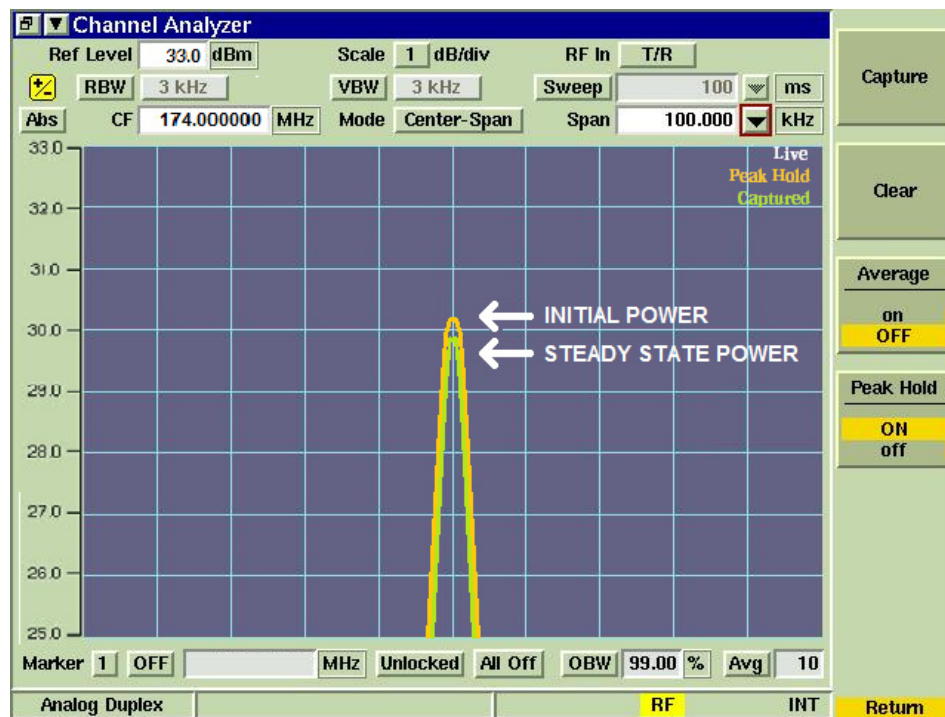 Channel Analyzer
Ref Level 33.0 dBm Scale 1 dB/div RF In T/R
RBW 3 kHz VBW 3 kHz Sweep 100 ms
Abs CF 174.000000 MHz Mode Center-Span Span 100.000 kHz
Live
Peak Hold
Captured
33.0
32.0
31.0
30.0
29.0
28.0
27.0
26.0
25.0
INITIAL POWER
STEADY STATE POWER
Marker 1 OFF MHz Unlocked All Off OBW 99.00 % Avg 10
Analog Duplex RF INT
Capture
Clear
Average
on
OFF
Peak Hold
ON
off
Return